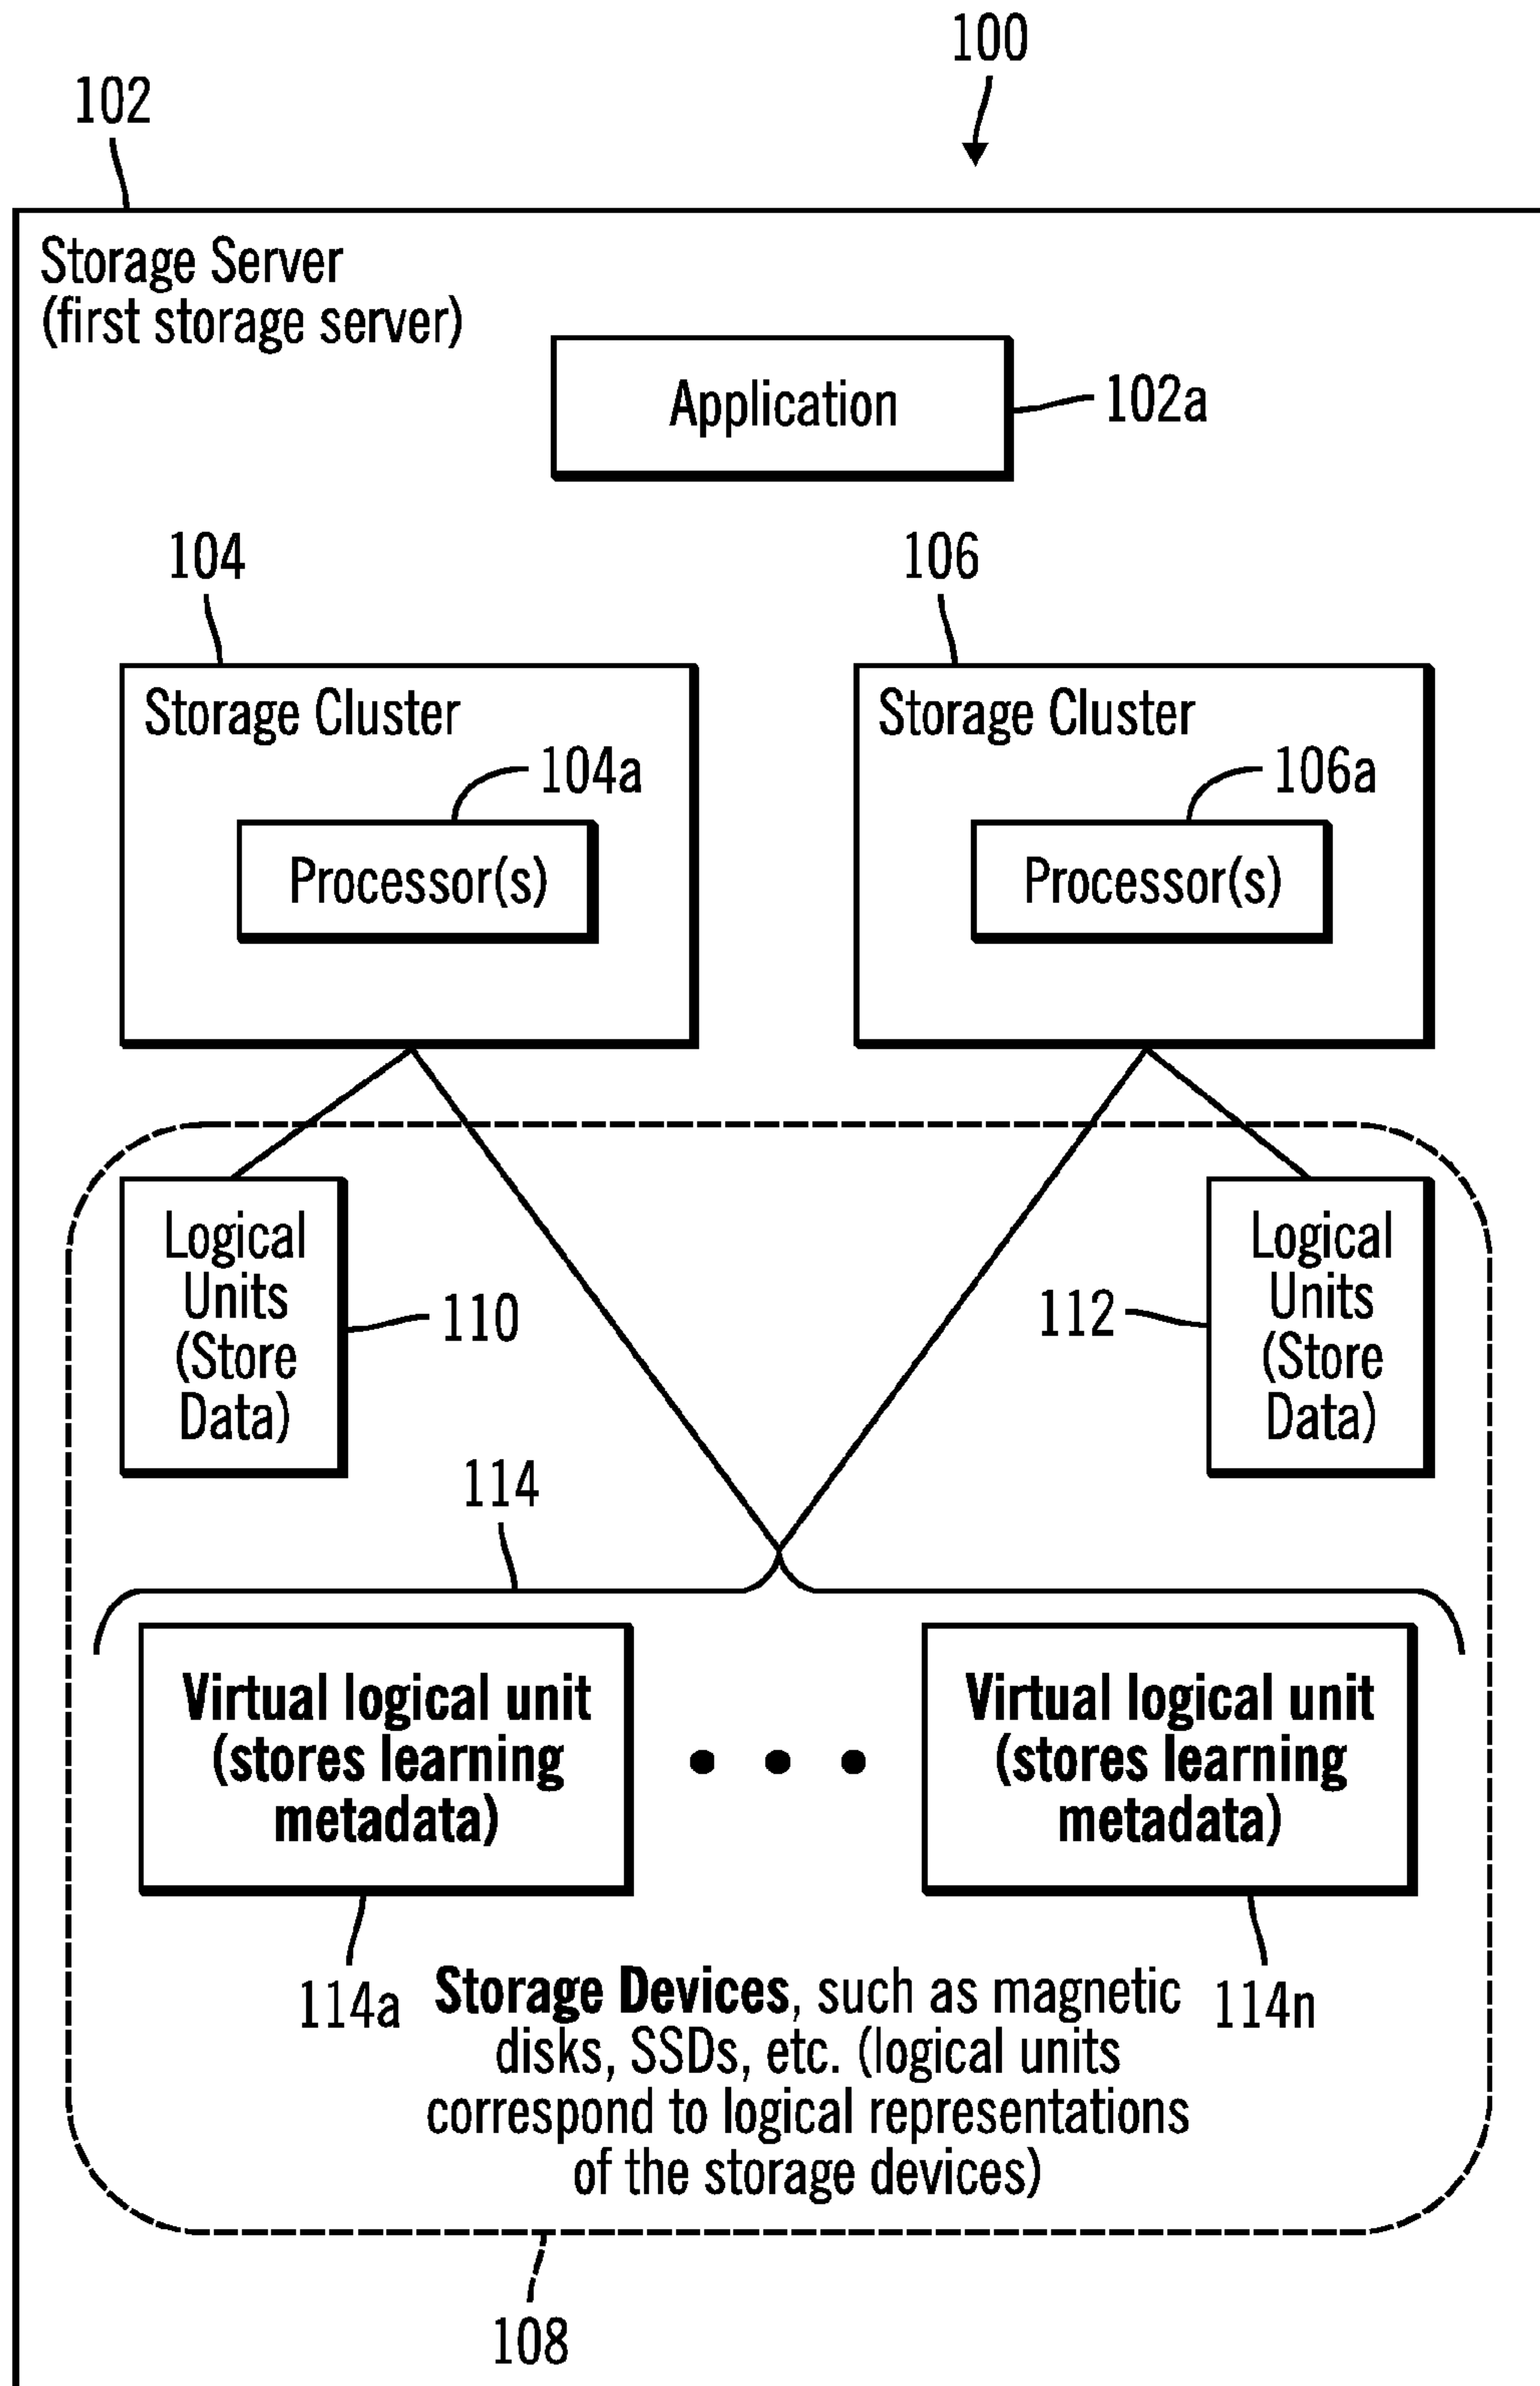 100
102
Storage Server
(first storage server)
Application
102a
104
106
Storage Cluster
104a
Processor(s)
Storage Cluster
106a
Processor(s)
Logical
Units
(Store
Data)
110
112
Logical
Units
(Store
Data)
114
Virtual logical unit
(stores learning
metadata)
Virtual logical unit
(stores learning
metadata)
114a
114n
Storage Devices, such as magnetic
disks, SSDs, etc. (logical units
correspond to logical representations
of the storage devices)
108